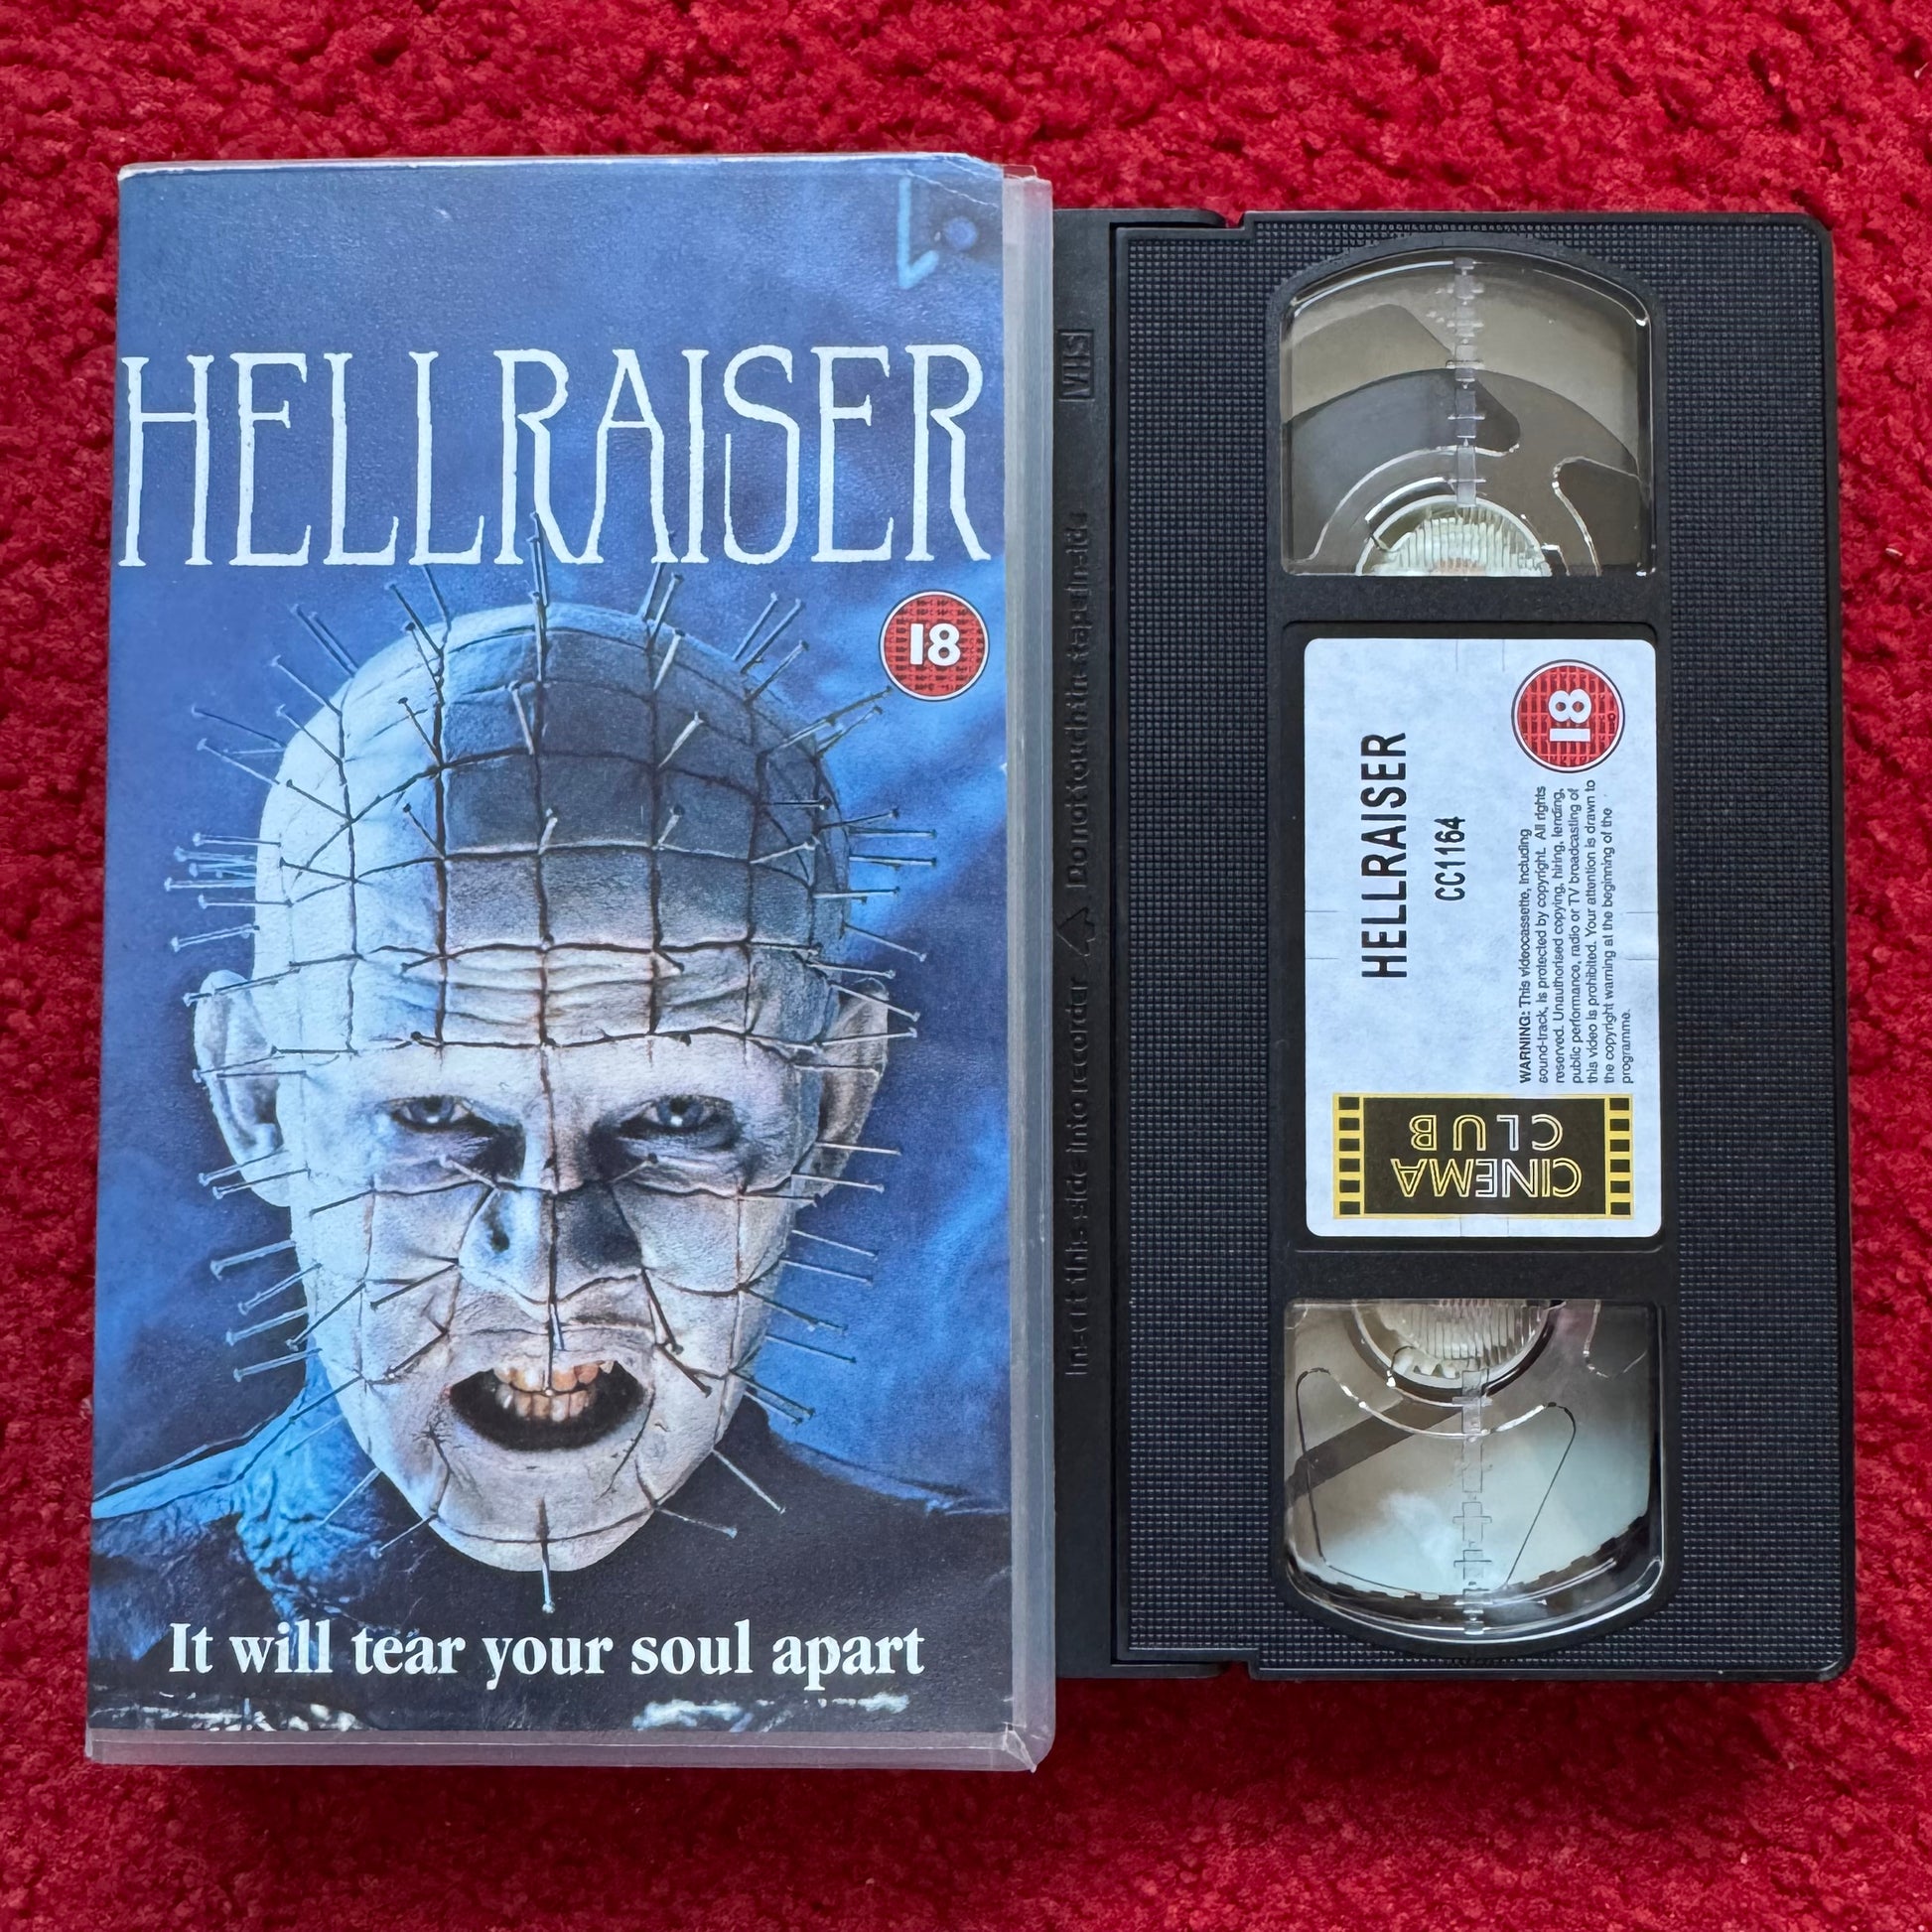 HELLRAISER
18
It will tear your soul apart
VHS
Insert this side into recorder Do not touch the tape inside
HELLRAISER
CC1164
18
WARNING: This videocassette, including
sound-track, is protected by copyright. All rights
reserved. Unauthorised copying, hiring, lending,
public performance, radio or TV broadcasting of
this video is prohibited. Your attention is drawn to
the copyright warning at the beginning of the
programme.
CINEMA
CLUB